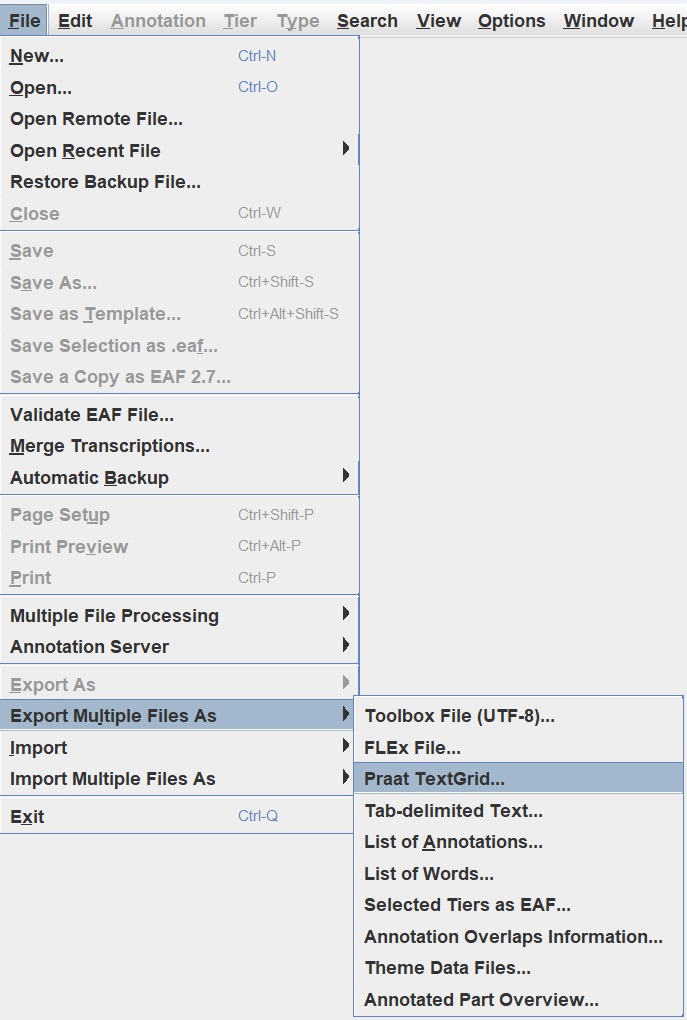 File Edit Annotation Tier Type Search View Options Window Help
New... Ctrl-N
Open... Ctrl-O
Open Remote File...
Open Recent File
Restore Backup File...
Close Ctrl-W
Save Ctrl-S
Save As... Ctrl+Shift-S
Save as Template... Ctrl+Alt+Shift-S
Save Selection as .eaf...
Save a Copy as EAF 2.7...
Validate EAF File...
Merge Transcriptions...
Automatic Backup
Page Setup Ctrl+Shift-P
Print Preview Ctrl+Alt-P
Print Ctrl-P
Multiple File Processing
Annotation Server
Export As
Export Multiple Files As
Import
Import Multiple Files As
Exit Ctrl-Q
Toolbox File (UTF-8)...
FLEx File...
Praat TextGrid...
Tab-delimited Text...
List of Annotations...
List of Words...
Selected Tiers as EAF...
Annotation Overlaps Information...
Theme Data Files...
Annotated Part Overview...